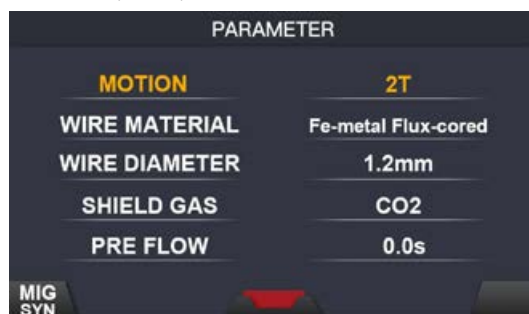 PARAMETER
MOTION 2T
WIRE MATERIAL Fe-metal Flux-cored
WIRE DIAMETER 1.2mm
SHIELD GAS CO2
PRE FLOW 0.0s
MIG
SYN